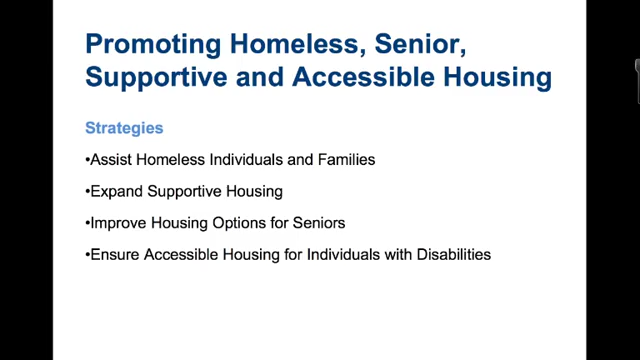 Promoting Homeless, Senior,
Supportive and Accessible Housing
Strategies
•Assist Homeless Individuals and Families
•Expand Supportive Housing
•Improve Housing Options for Seniors
•Ensure Accessible Housing for Individuals with Disabilities